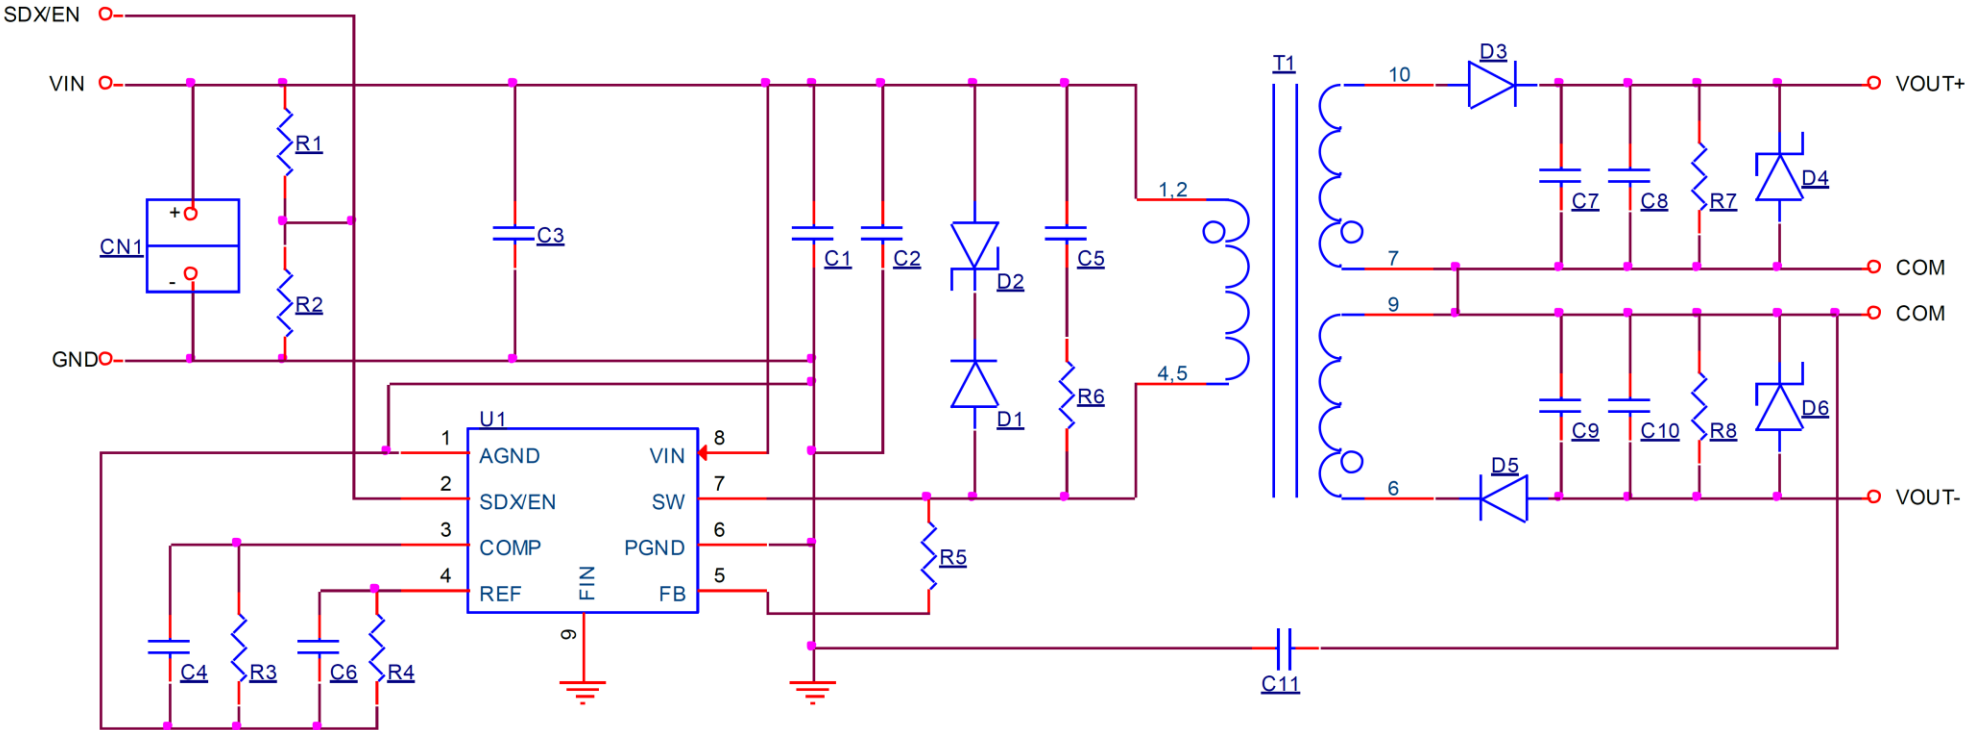 SDX/EN
VIN
D3
T1
10
VOUT+
R1
1,2
C7
C8
R7
D4
+
CN1
-
C3
C1
C2
C5
D2
7
COM
R2
9
COM
GND
4,5
R6
D1
C9
C10
R8
D6
U1
1
AGND
VIN
8
D5
2
SDX/EN
SW
7
6
VOUT-
3
COMP
PGND
6
R5
4
REF
FIN
FB
5
9
C4
R3
C6
R4
C11